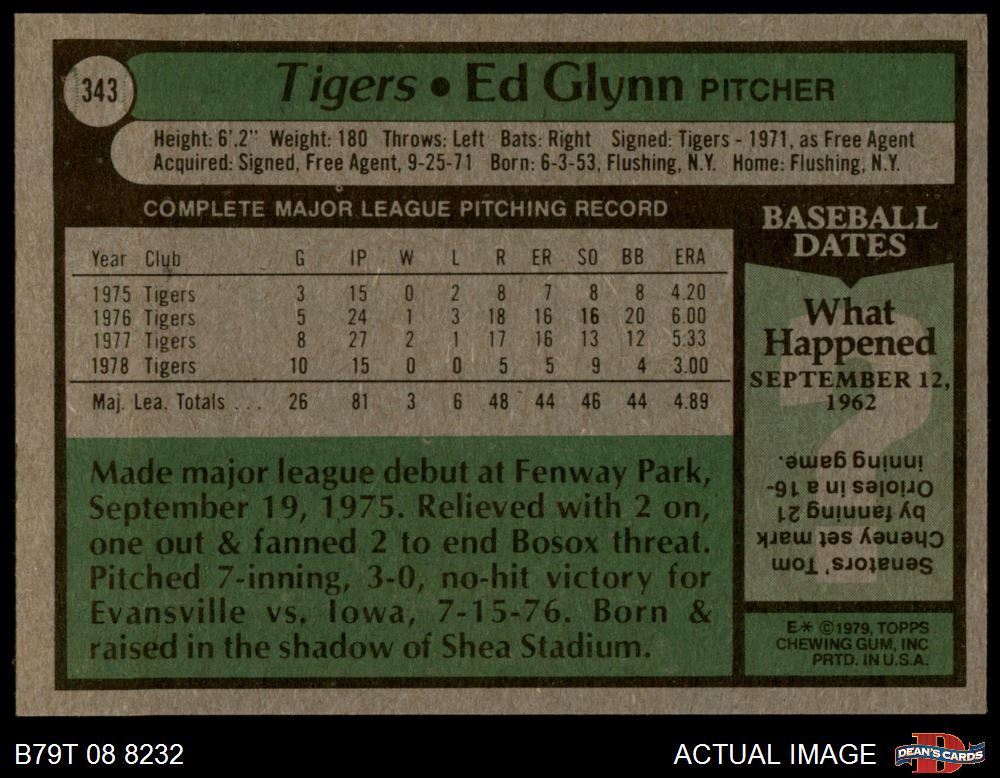 343
Tigers • Ed Glynn PITCHER
Height: 6'.2" Weight: 180 Throws: Left Bats: Right Signed: Tigers - 1971, as Free Agent
Acquired: Signed, Free Agent, 9-25-71 Born: 6-3-53, Flushing, N.Y. Home: Flushing, N.Y.
COMPLETE MAJOR LEAGUE PITCHING RECORD
Year Club G IP W L R ER SO BB ERA
1975 Tigers 3 15 0 2 8 7 8 8 4.20
1976 Tigers 5 24 1 3 18 16 16 20 6.00
1977 Tigers 8 27 2 1 17 16 13 12 5.33
1978 Tigers 10 15 0 0 5 5 9 4 3.00
Maj. Lea. Totals ... 26 81 3 6 48 44 46 44 4.89
Made major league debut at Fenway Park,
September 19, 1975. Relieved with 2 on,
one out & fanned 2 to end Bosox threat.
Pitched 7-inning, 3-0, no-hit victory for
Evansville vs. Iowa, 7-15-76. Born &
raised in the shadow of Shea Stadium.
BASEBALL
DATES
What
Happened
SEPTEMBER 12,
1962
Senators' Tom
Cheney set mark
by fanning 21
Orioles in a 16-
inning game.
E* ©1979, TOPPS
CHEWING GUM, INC
PRTD. IN U.S.A.
B79T 08 8232
ACTUAL IMAGE
DEAN'S CARDS